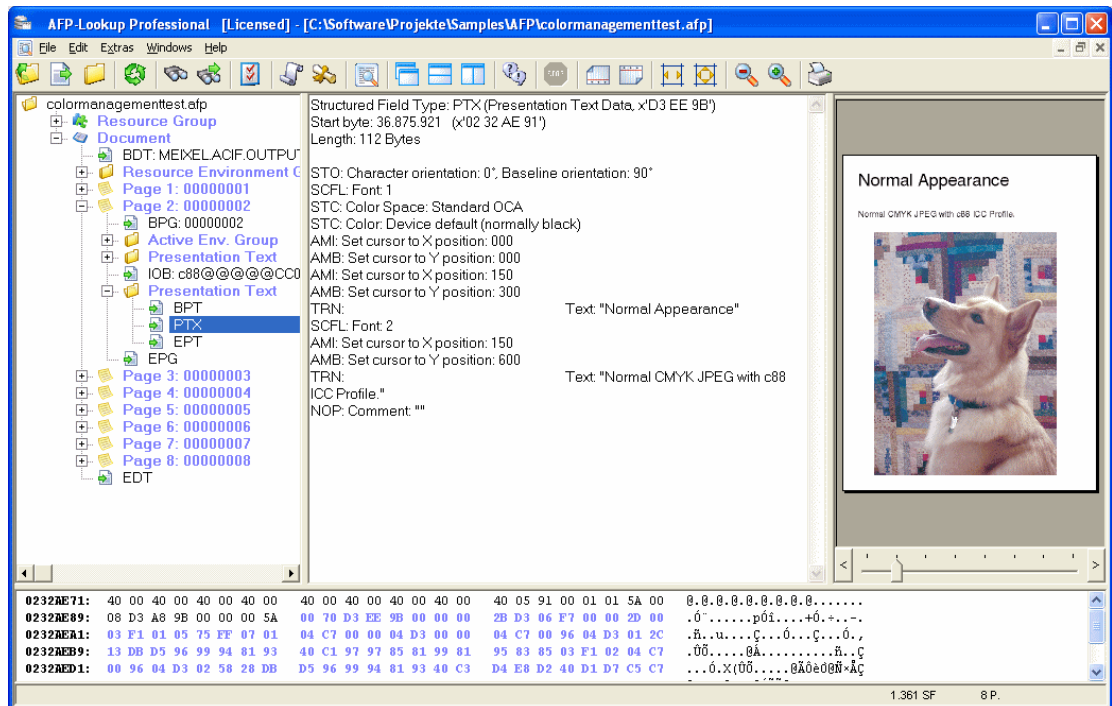 AFP-Lookup Professional [Licensed] - [C:\Software\Projekte\Samples\AFP\colormanagementtest.afp]
File Edit Extras Windows Help
colormanagementtest.afp
Resource Group
Document
BDT: MEIXEL.ACIF.OUTPUT
Resource Environment G
Page 1: 00000001
Page 2: 00000002
BPG: 00000002
Active Env. Group
Presentation Text
IOB: c88@@@@@CC0
Presentation Text
BPT
PTX
EPT
EPG
Page 3: 00000003
Page 4: 00000004
Page 5: 00000005
Page 6: 00000006
Page 7: 00000007
Page 8: 00000008
EDT
Structured Field Type: PTX (Presentation Text Data, x'D3 EE 9B')
Start byte: 36.875.921 (x'02 32 AE 91')
Length: 112 Bytes
STO: Character orientation: 0°, Baseline orientation: 90°
SCFL: Font: 1
STC: Color Space: Standard OCA
STC: Color: Device default (normally black)
AMI: Set cursor to X position: 000
AMB: Set cursor to Y position: 000
AMI: Set cursor to X position: 150
AMB: Set cursor to Y position: 300
TRN: Text: "Normal Appearance"
SCFL: Font: 2
AMI: Set cursor to X position: 150
AMB: Set cursor to Y position: 600
TRN: Text: "Normal CMYK JPEG with c88
ICC Profile."
NOP: Comment: ""
Normal Appearance
Normal CMYK JPEG with c88 ICC Profile.
< >
0232AE71: 40 00 40 00 40 00 40 00 40 00 40 00 40 00 40 00 40 05 91 00 01 01 5A 00 @.@.@.@.@.@.@.@.......
0232AE89: 08 D3 A8 9B 00 00 00 5A 00 70 D3 EE 9B 00 00 00 2B D3 06 F7 00 00 2D 00 .Ó¨......pÓî....+Ó.÷..-.
0232AEA1: 03 F1 01 05 75 FF 07 01 04 C7 00 00 04 D3 00 00 04 C7 00 96 04 D3 01 2C .ñ..u....Ç...Ó...Ç...Ó.,
0232AEB9: 13 DB D5 96 99 94 81 93 40 C1 97 97 85 81 99 81 95 83 85 03 F1 02 04 C7 .ÛÕ.....@Á..........ñ..Ç
0232AED1: 00 96 04 D3 02 58 28 DB D5 96 99 94 81 93 40 C3 D4 E8 D2 40 D1 D7 C5 C7 ...Ó.X(ÛÕ.....@ÃÔèÒ@Ñ×ÅÇ
1.361 SF 8 P.